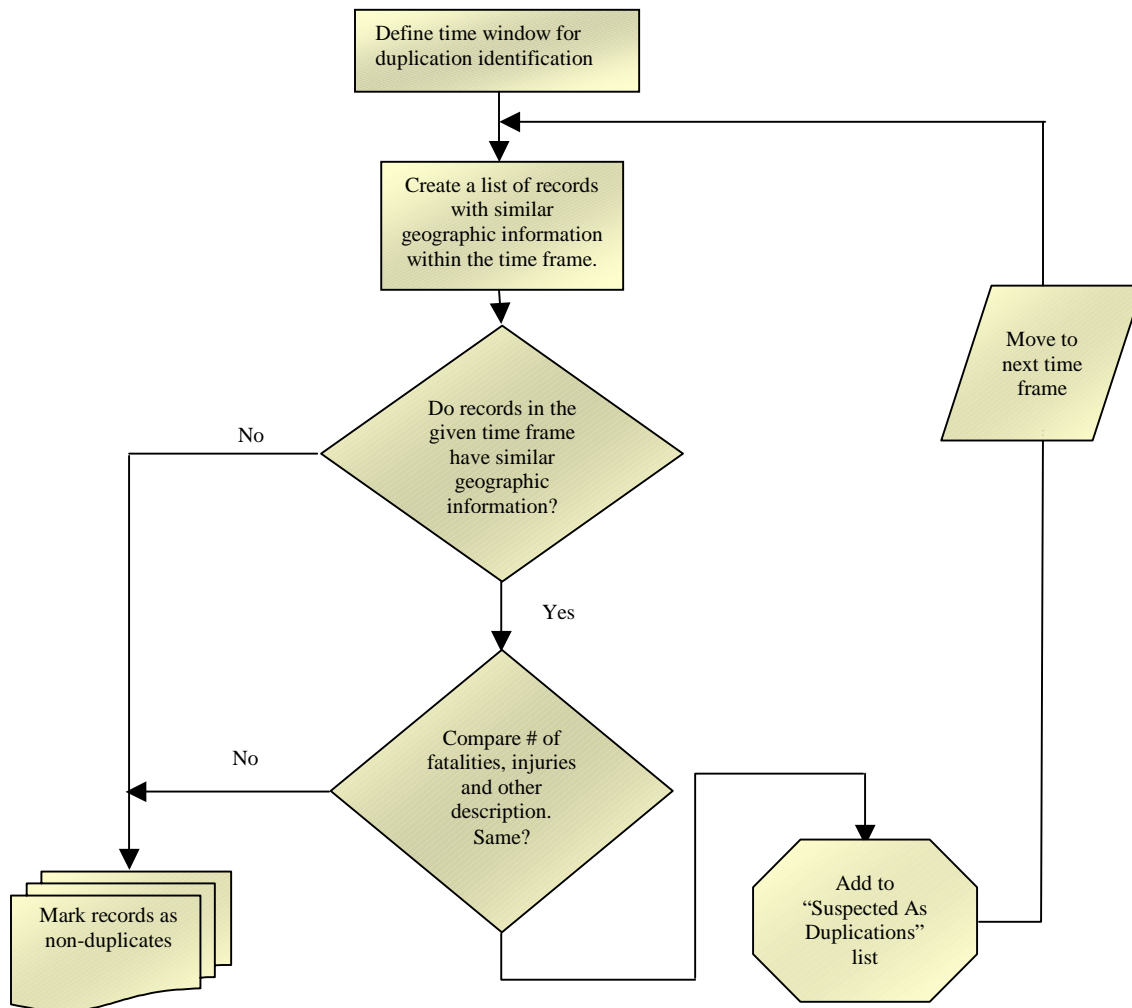 Define time window for
duplication identification
Create a list of records
with similar
geographic information
within the time frame.
Move to
next time
frame
Do records in the
given time frame
have similar
geographic
information?
No
Yes
Compare # of
fatalities, injuries
and other
description.
Same?
No
Add to
“Suspected As
Duplications”
list
Mark records as
non-duplicates